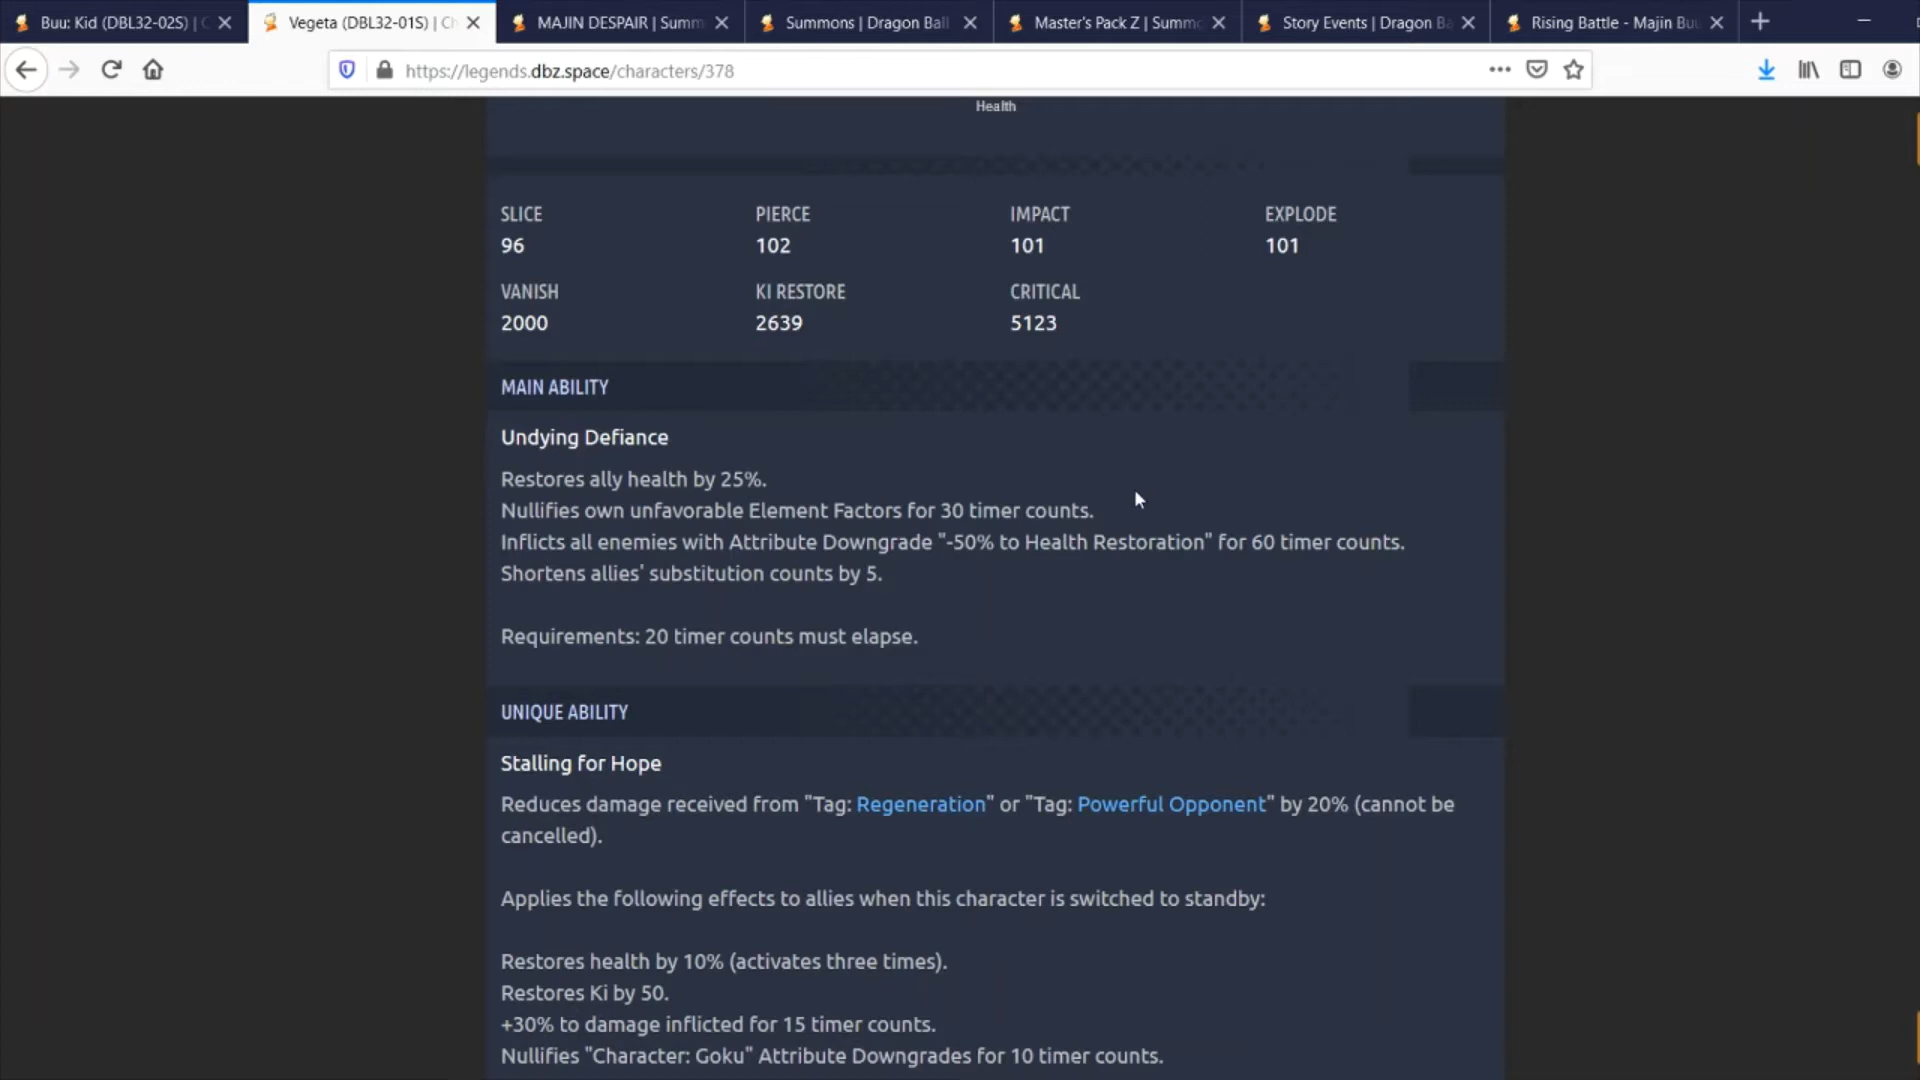 Buu: Kid (DBL32-02S) | C
Vegeta (DBL32-01S) | Ch
MAJIN DESPAIR | Summ
Summons | Dragon Ball
Master's Pack Z | Summo
Story Events | Dragon Ba
Rising Battle - Majin Bu
https://legends.dbz.space/characters/378
Health
SLICE PIERCE IMPACT EXPLODE
96 102 101 101
VANISH KI RESTORE CRITICAL
2000 2639 5123
MAIN ABILITY
Undying Defiance
Restores ally health by 25%.
Nullifies own unfavorable Element Factors for 30 timer counts.
Inflicts all enemies with Attribute Downgrade "-50% to Health Restoration" for 60 timer counts.
Shortens allies' substitution counts by 5.
Requirements: 20 timer counts must elapse.
UNIQUE ABILITY
Stalling for Hope
Reduces damage received from "Tag: Regeneration" or "Tag: Powerful Opponent" by 20% (cannot be
cancelled).
Applies the following effects to allies when this character is switched to standby:
Restores health by 10% (activates three times).
Restores Ki by 50.
+30% to damage inflicted for 15 timer counts.
Nullifies "Character: Goku" Attribute Downgrades for 10 timer counts.